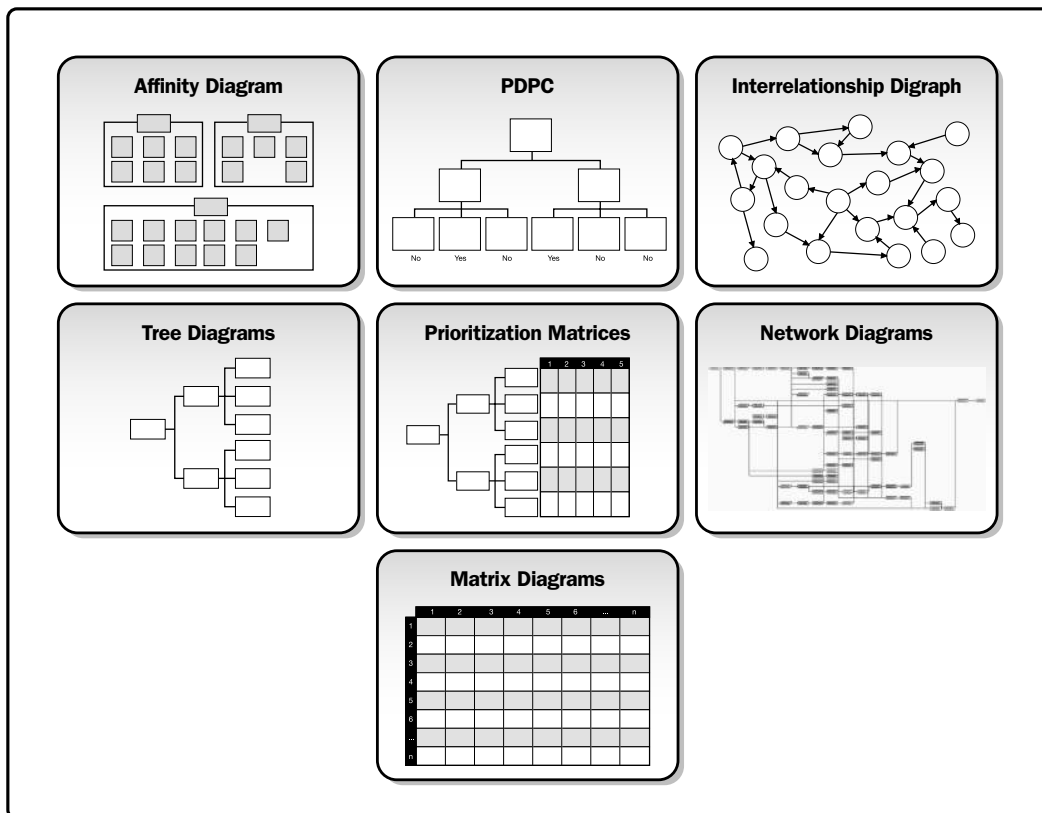 Affinity Diagram
PDPC
No Yes No Yes No No
Interrelationship Digraph
Tree Diagrams
Prioritization Matrices
1 2 3 4 5
Network Diagrams
Matrix Diagrams
1 2 3 4 5 6 ... n
1
2
3
4
5
6
...
n